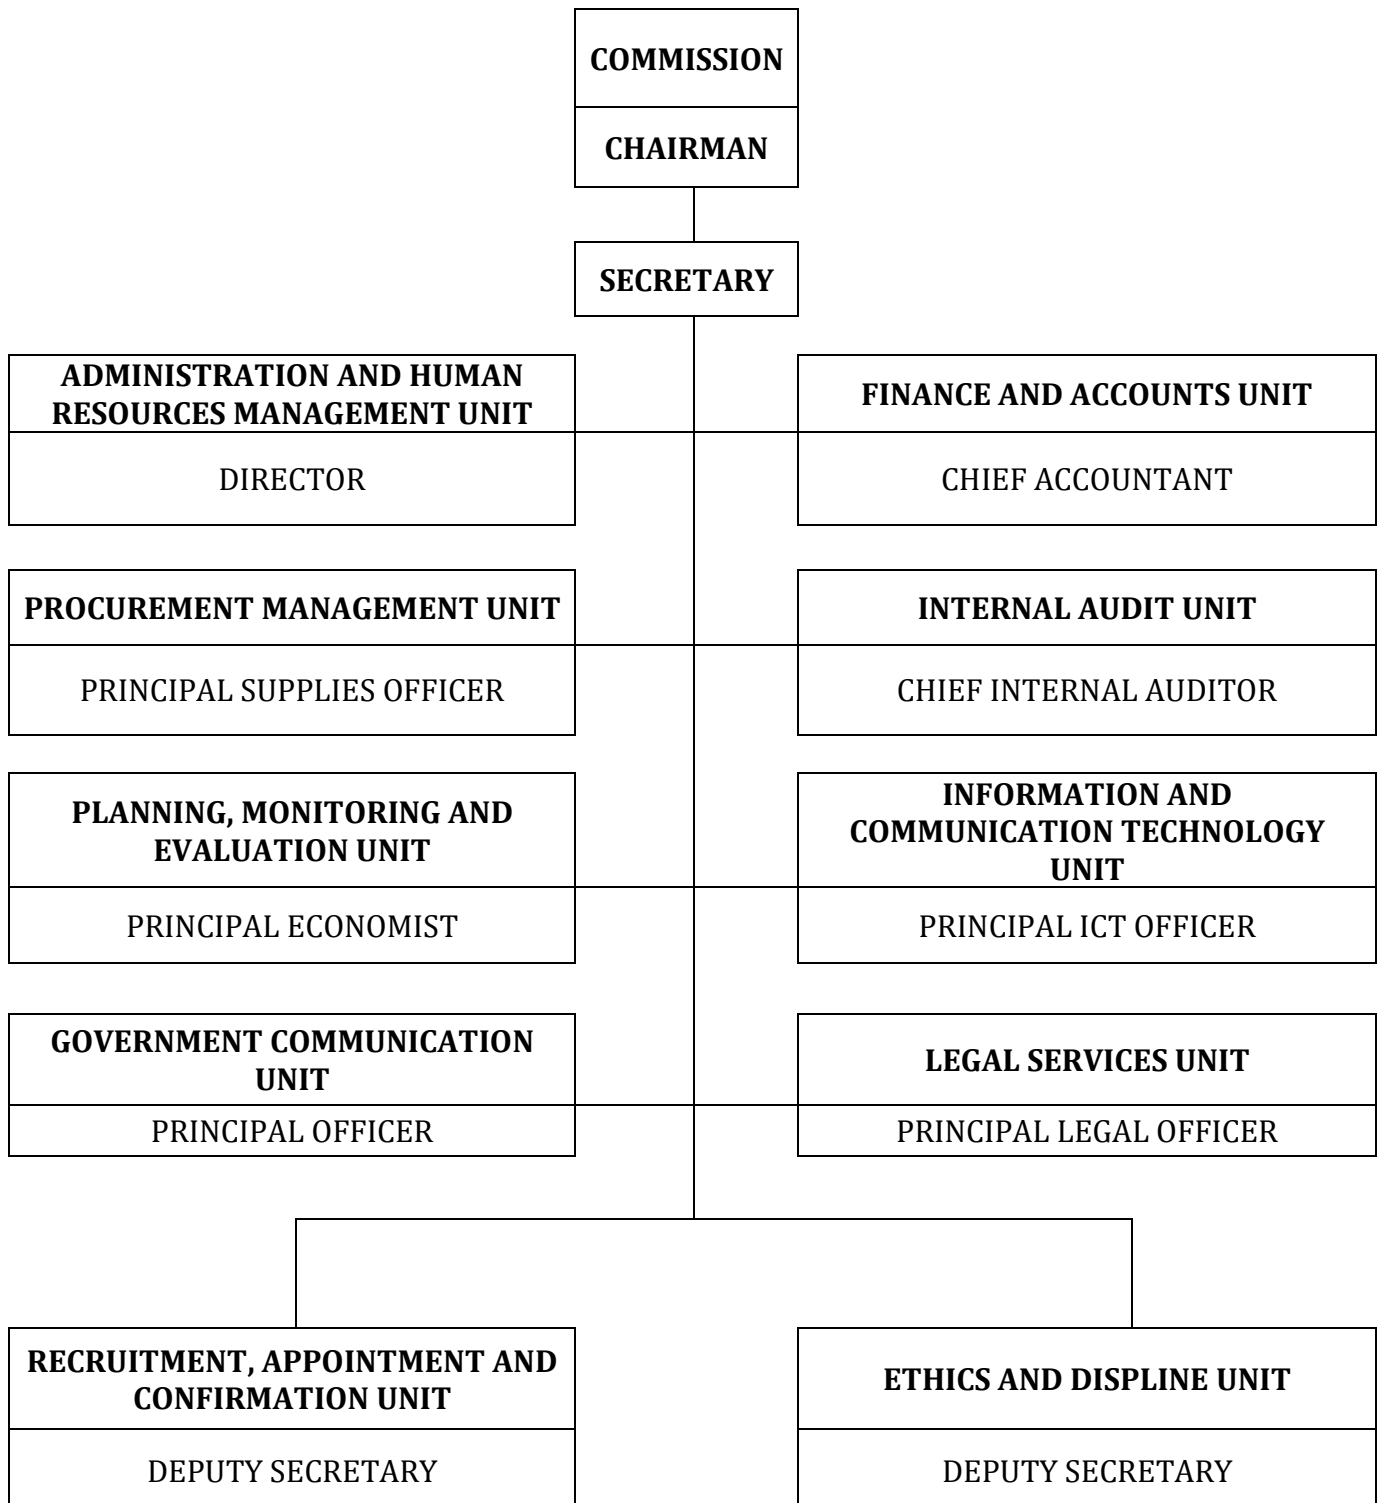 COMMISSION
CHAIRMAN
SECRETARY
ADMINISTRATION AND HUMAN
RESOURCES MANAGEMENT UNIT
DIRECTOR
FINANCE AND ACCOUNTS UNIT
CHIEF ACCOUNTANT
PROCUREMENT MANAGEMENT UNIT
PRINCIPAL SUPPLIES OFFICER
INTERNAL AUDIT UNIT
CHIEF INTERNAL AUDITOR
PLANNING, MONITORING AND
EVALUATION UNIT
PRINCIPAL ECONOMIST
INFORMATION AND
COMMUNICATION TECHNOLOGY
UNIT
PRINCIPAL ICT OFFICER
GOVERNMENT COMMUNICATION
UNIT
PRINCIPAL OFFICER
LEGAL SERVICES UNIT
PRINCIPAL LEGAL OFFICER
RECRUITMENT, APPOINTMENT AND
CONFIRMATION UNIT
DEPUTY SECRETARY
ETHICS AND DISPLINE UNIT
DEPUTY SECRETARY